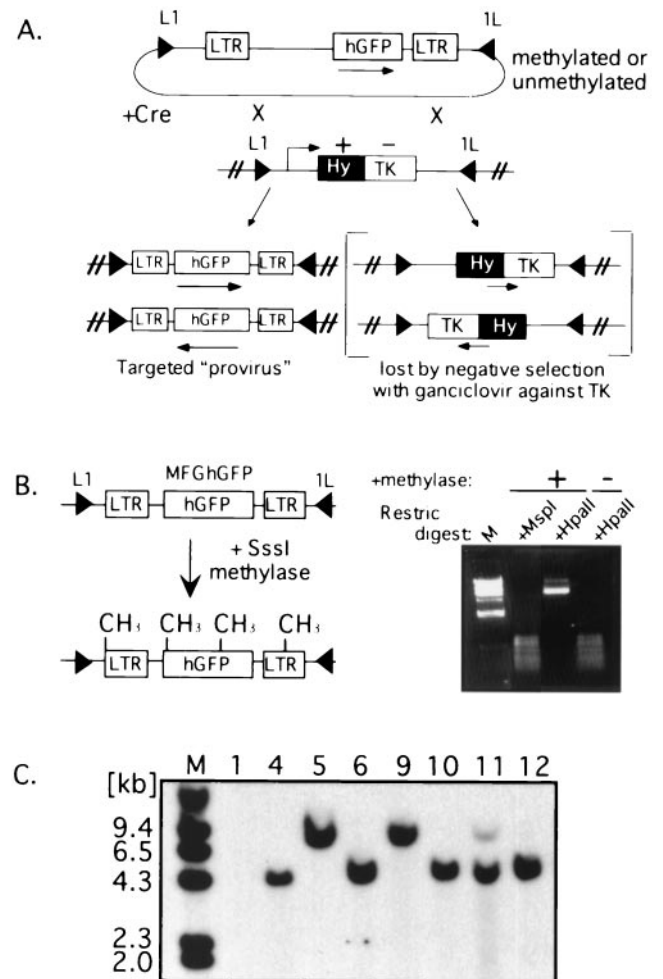 A.
L1 1L
LTR hGFP LTR
methylated or
unmethylated
+Cre X X
L1 + - 1L
Hy TK
LTR hGFP LTR Hy TK
LTR hGFP LTR TK Hy
Targeted "provirus"
lost by negative selection
with ganciclovir against TK
B.
L1 MFGhGFP 1L
LTR hGFP LTR
+ SssI
methylase
CH3 CH3 CH3 CH3
LTR hGFP LTR
+methylase: + -
Restric
digest: M +MspI +HpaII +HpaII
C.
M 1 4 5 6 9 10 11 12
[kb]
9.4
6.5
4.3
2.3
2.0